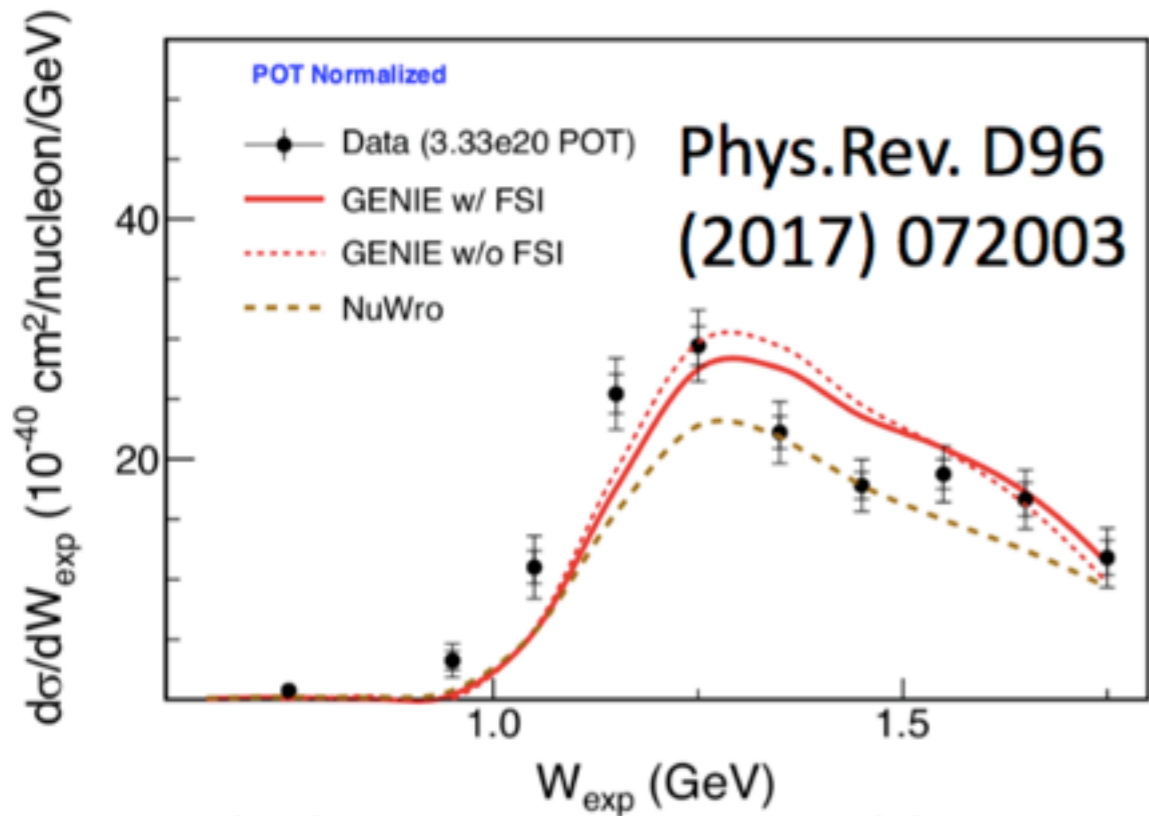 dσ/dW_exp (10^-40 cm²/nucleon/GeV)
POT Normalized
Data (3.33e20 POT)
GENIE w/ FSI
GENIE w/o FSI
NuWro
Phys.Rev. D96
(2017) 072003
40
20
1.0
1.5
W_exp (GeV)